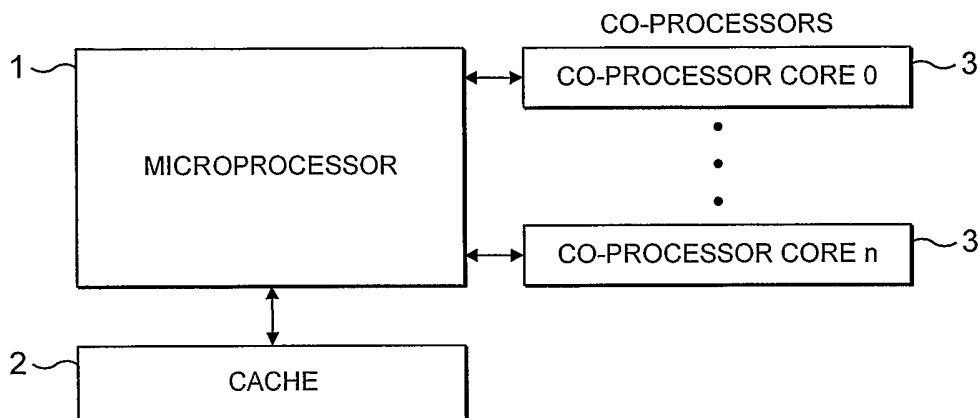 CO-PROCESSORS
1
CO-PROCESSOR CORE 0
3
MICROPROCESSOR
CO-PROCESSOR CORE n
3
2
CACHE